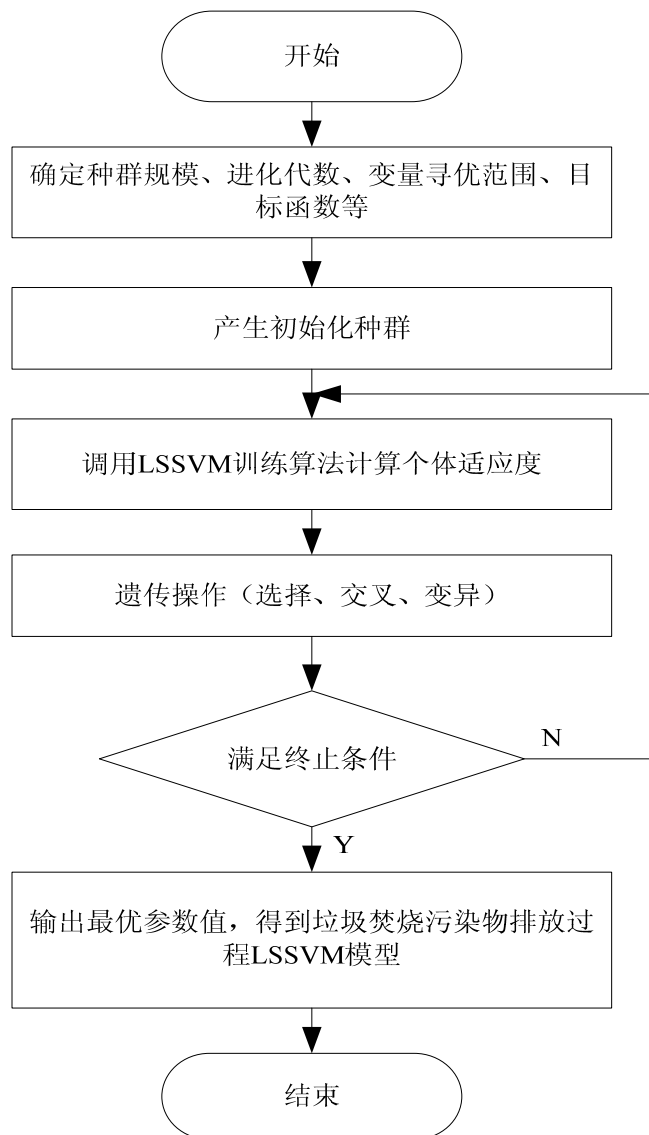 开始
确定种群规模、进化代数、变量寻优范围、目
标函数等
产生初始化种群
调用LSSVM训练算法计算个体适应度
遗传操作（选择、交叉、变异）
满足终止条件
N
Y
输出最优参数值，得到垃圾焚烧污染物排放过
程LSSVM模型
结束